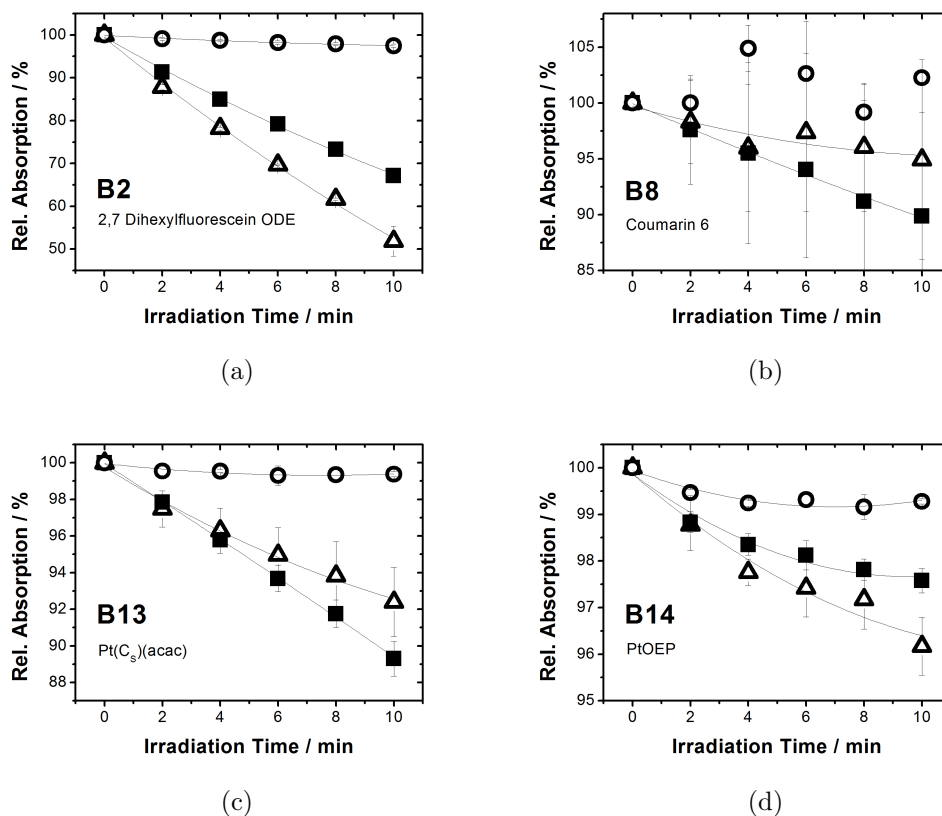 100
90
80
70
60
50
Rel. Absorption / %
B2
2,7 Dihexylfluorescein ODE
0 2 4 6 8 10
Irradiation Time / min
(a)
105
100
95
90
85
Rel. Absorption / %
B8
Coumarin 6
0 2 4 6 8 10
Irradiation Time / min
(b)
100
98
96
94
92
90
88
Rel. Absorption / %
B13
Pt(Cₛ)(acac)
0 2 4 6 8 10
Irradiation Time / min
(c)
100
99
98
97
96
95
Rel. Absorption / %
B14
PtOEP
0 2 4 6 8 10
Irradiation Time / min
(d)